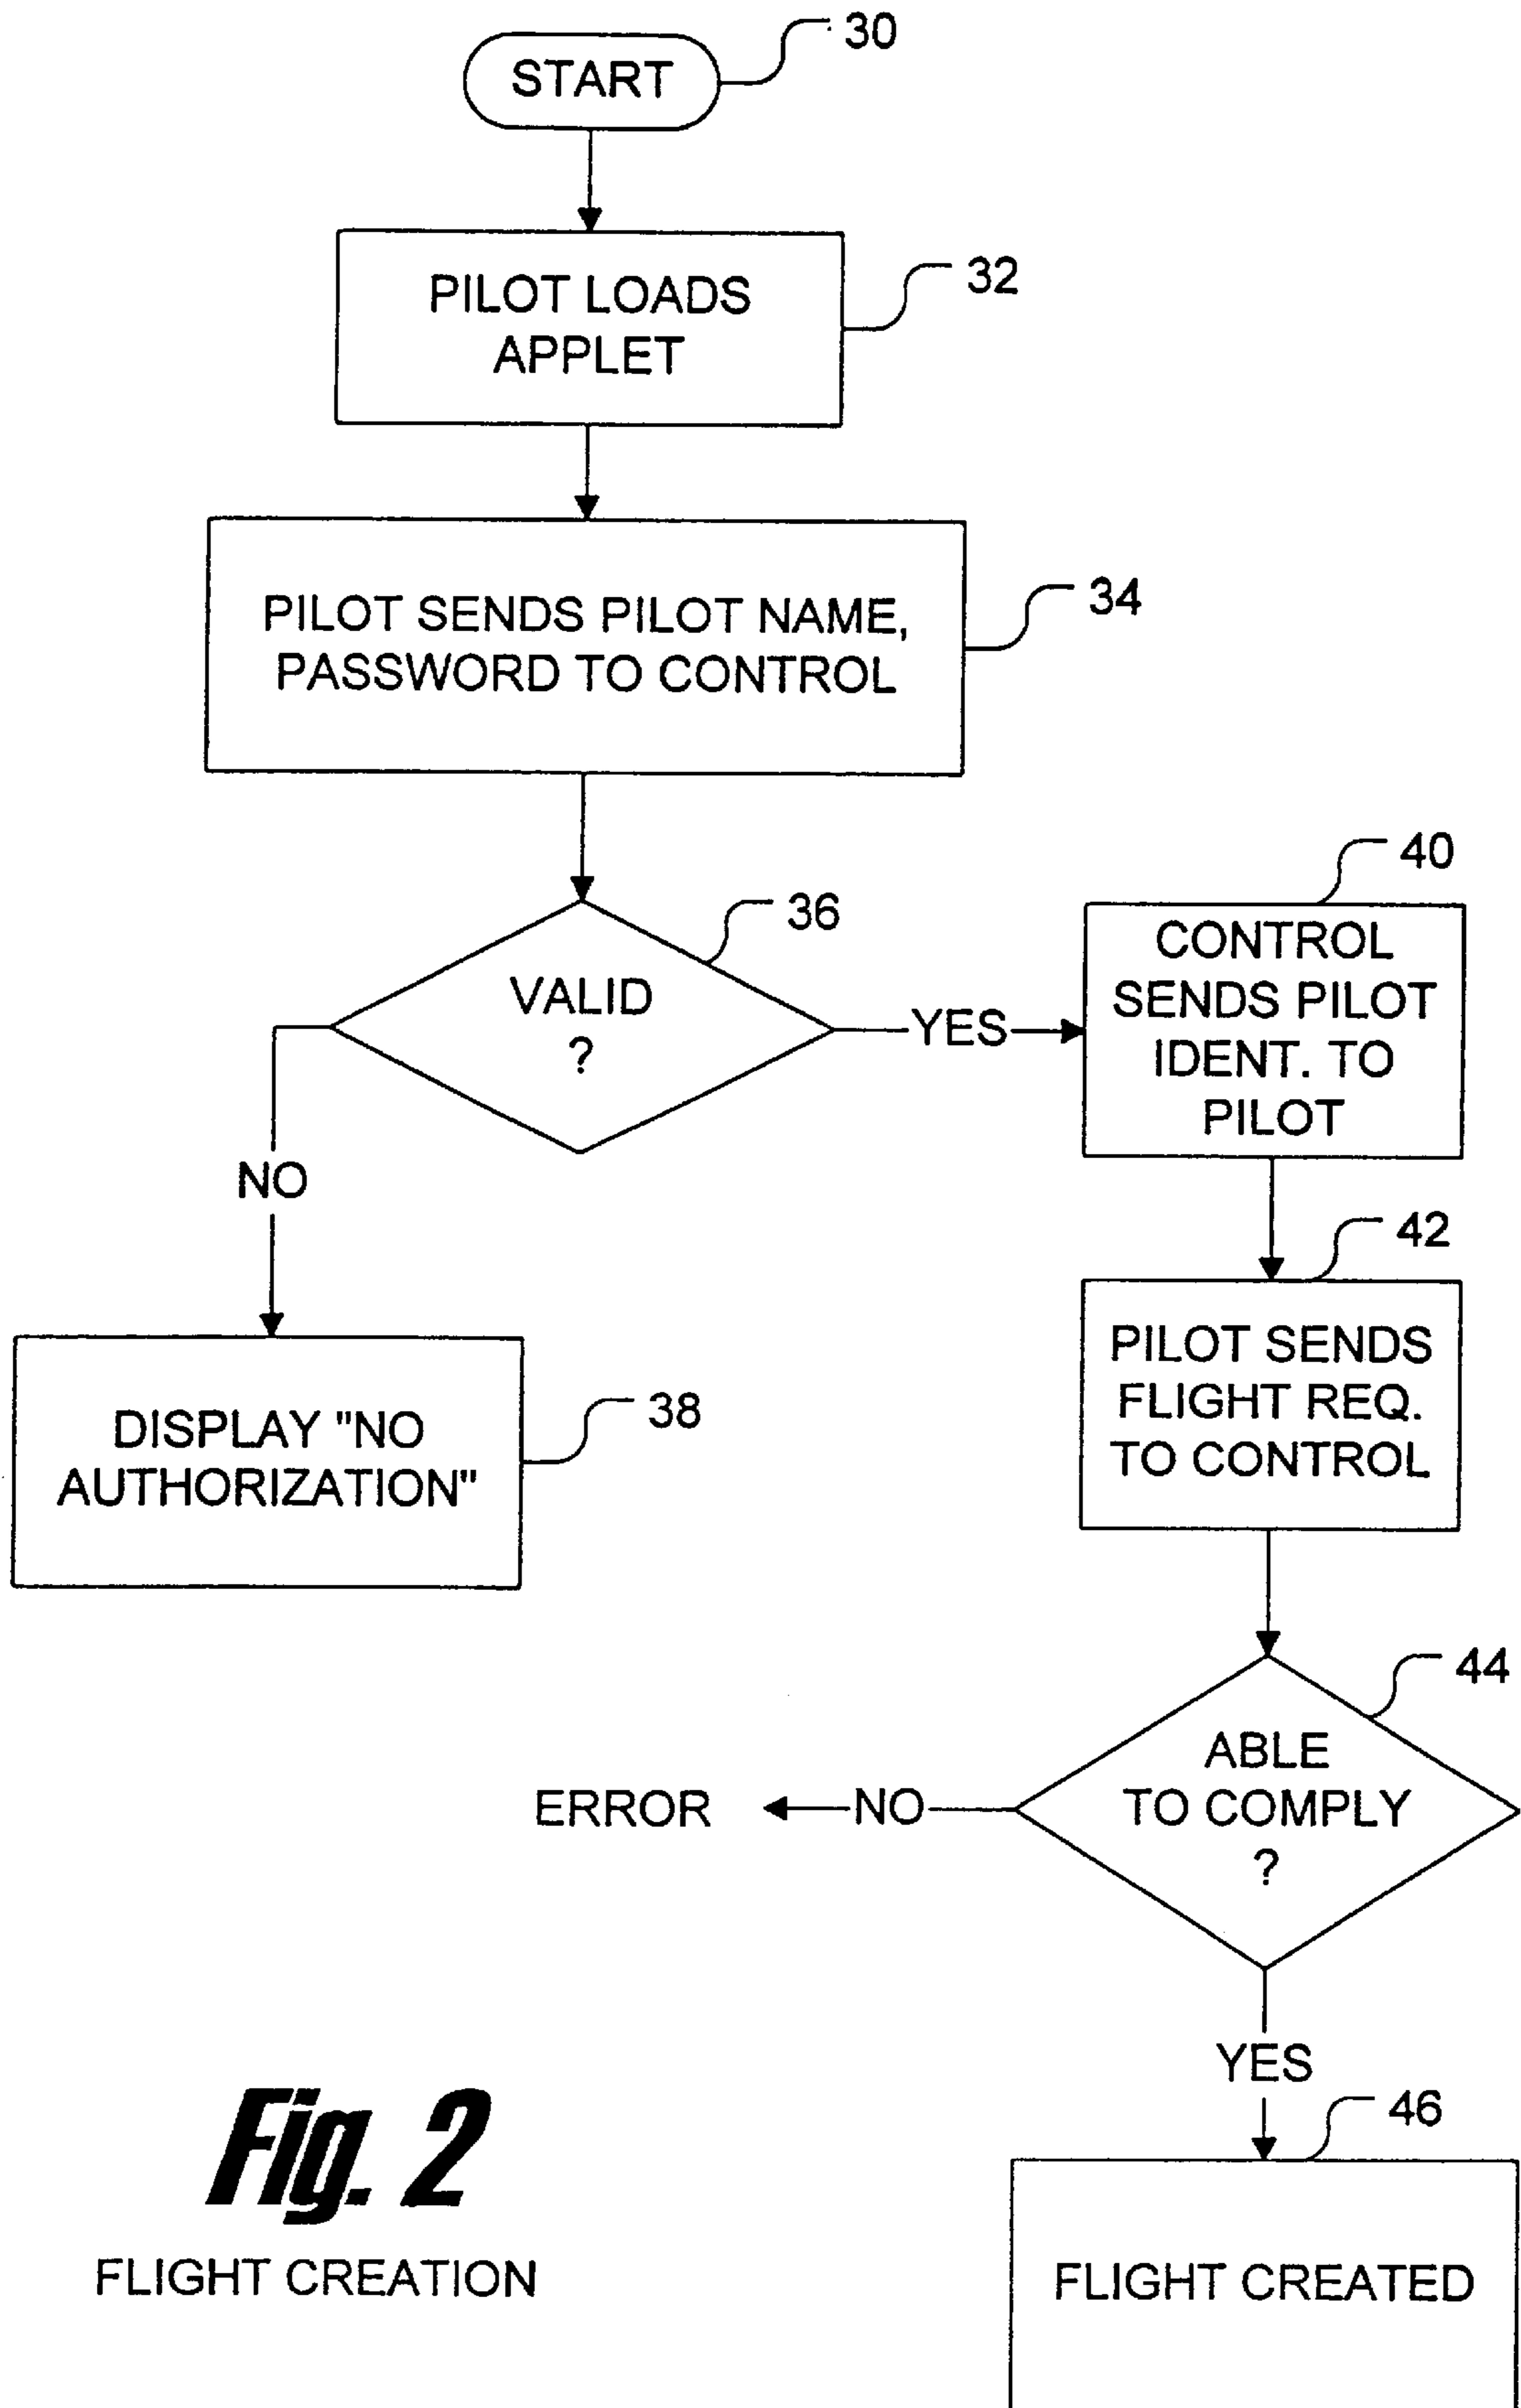 30
START
32
PILOT LOADS
APPLET
34
PILOT SENDS PILOT NAME,
PASSWORD TO CONTROL
36
VALID
?
YES
NO
40
CONTROL
SENDS PILOT
IDENT. TO
PILOT
42
PILOT SENDS
FLIGHT REQ.
TO CONTROL
38
DISPLAY "NO
AUTHORIZATION"
44
ABLE
TO COMPLY
?
NO
ERROR
YES
46
FLIGHT CREATED
Fig. 2
FLIGHT CREATION